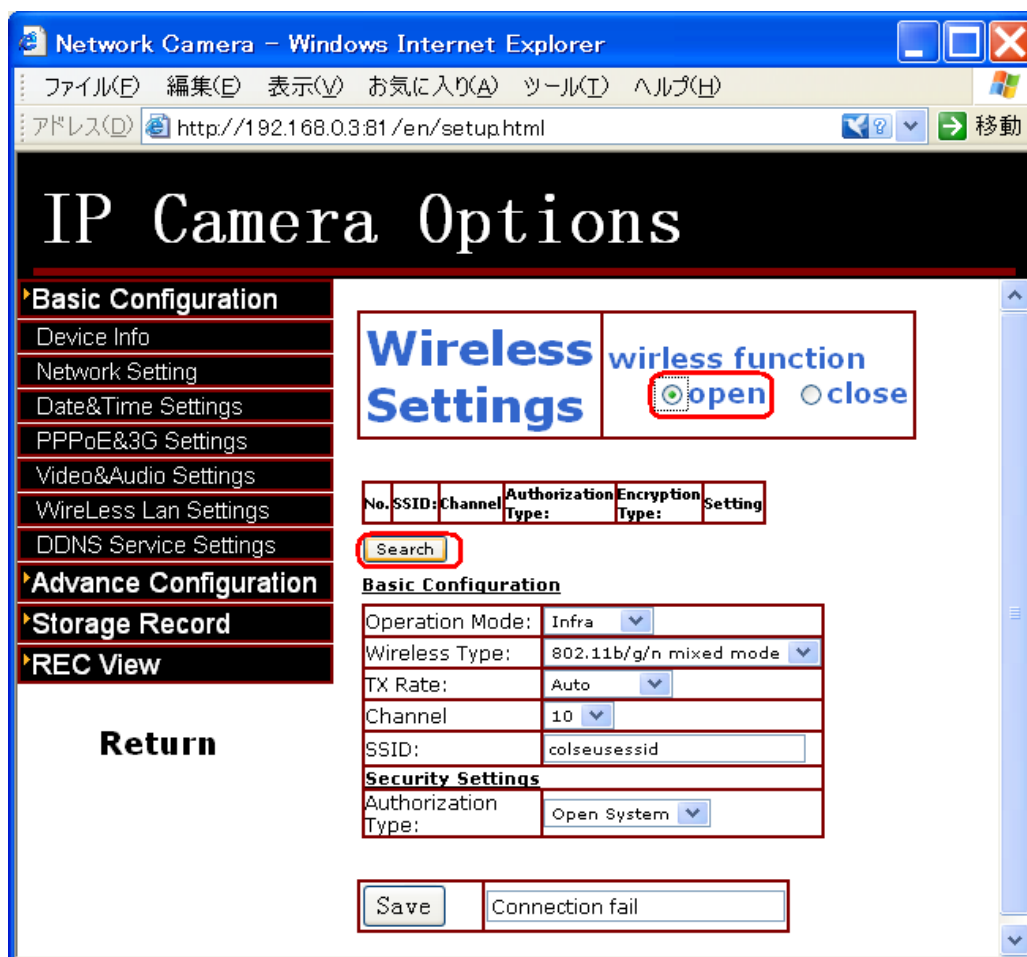 Network Camera - Windows Internet Explorer
ファイル(F) 編集(E) 表示(V) お気に入り(A) ツール(T) ヘルプ(H)
アドレス(D) http://192.168.0.3:81/en/setup.html 移動
IP Camera Options
Basic Configuration
Device Info
Network Setting
Date&Time Settings
PPPoE&3G Settings
Video&Audio Settings
WireLess Lan Settings
DDNS Service Settings
Advance Configuration
Storage Record
REC View
Return
Wireless
Settings
wirless function
open close
No. SSID: Channel Authorization Type: Encryption Type: Setting
Search
Basic Configuration
Operation Mode: Infra
Wireless Type: 802.11b/g/n mixed mode
TX Rate: Auto
Channel 10
SSID: colseusessid
Security Settings
Authorization Type: Open System
Save Connection fail